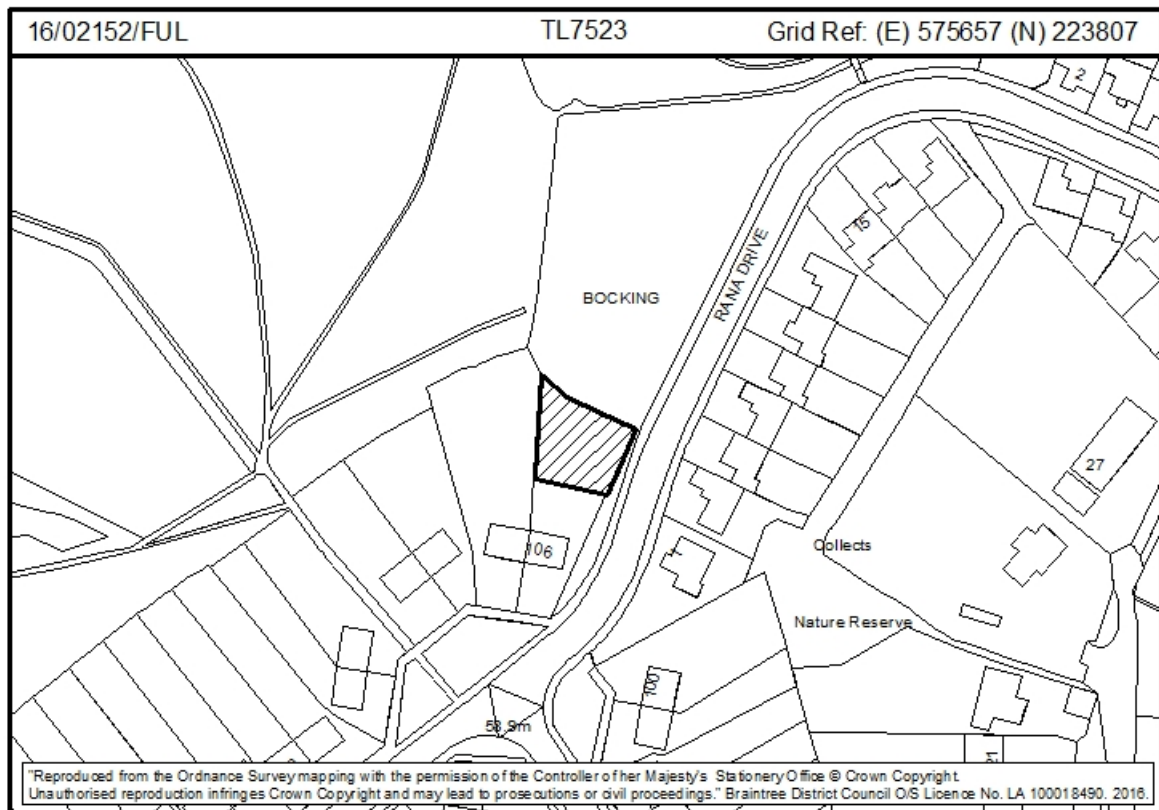 16/02152/FUL TL7523 Grid Ref: (E) 575657 (N) 223807
2
15
RANA DRIVE
BOCKING
27
106
1
Collects
Nature Reserve
100
53.9m
21
"Reproduced from the Ordnance Survey mapping with the permission of the Controller of her Majesty's Stationery Office © Crown Copyright.
Unauthorised reproduction infringes Crown Copyright and may lead to prosecutions or civil proceedings." Braintree District Council O/S Licence No. LA 100018490. 2016.